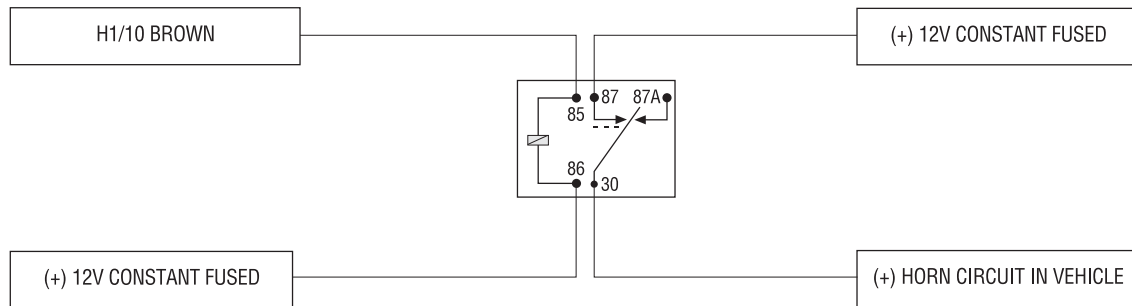 H1/10 BROWN
(+) 12V CONSTANT FUSED
87 87A
85
86
30
(+) 12V CONSTANT FUSED
(+) HORN CIRCUIT IN VEHICLE